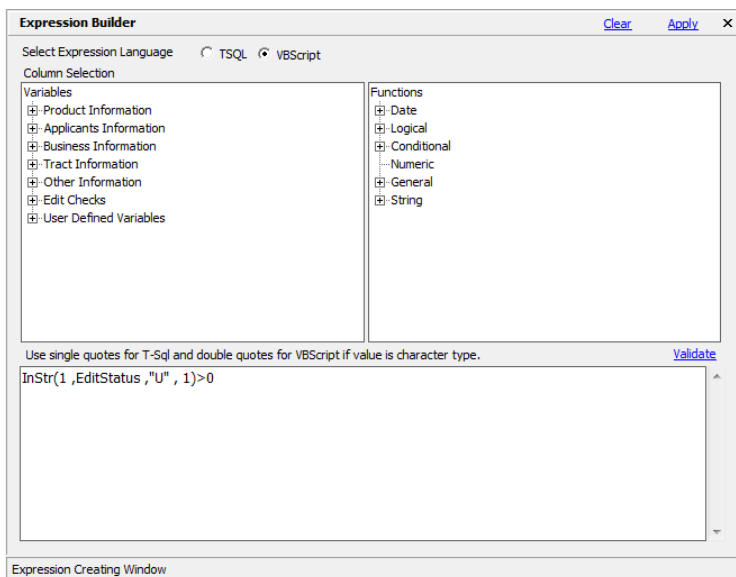 Expression Builder Clear Apply X
Select Expression Language TSQL VBScript
Column Selection
Variables
Product Information
Applicants Information
Business Information
Tract Information
Other Information
Edit Checks
User Defined Variables
Functions
Date
Logical
Conditional
Numeric
General
String
Use single quotes for T-Sql and double quotes for VBScript if value is character type. Validate
InStr(1 ,EditStatus ,"U" , 1)>0
Expression Creating Window